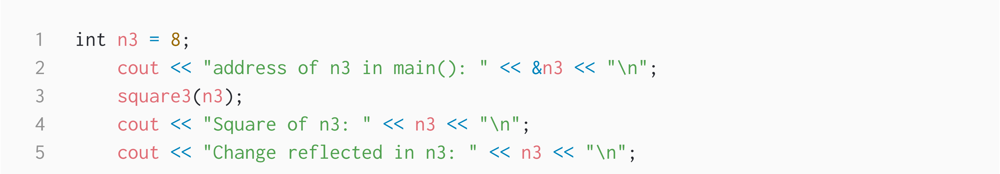 1 int n3 = 8;
2 cout << "address of n3 in main(): " << &n3 << "\n";
3 square3(n3);
4 cout << "Square of n3: " << n3 << "\n";
5 cout << "Change reflected in n3: " << n3 << "\n";